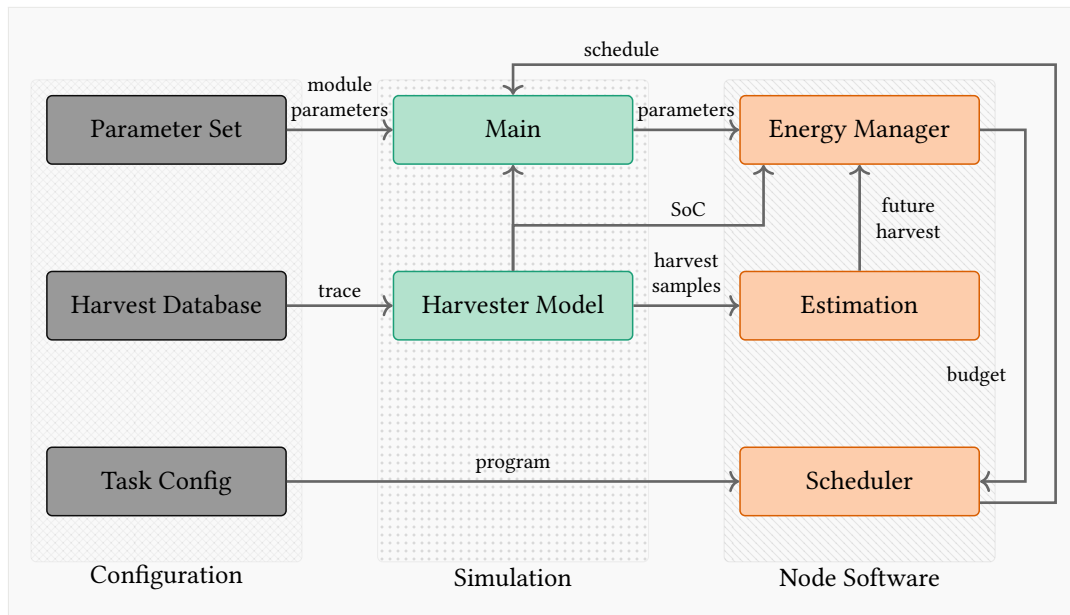 schedule
module
parameters
Parameter Set
Main
parameters
Energy Manager
SoC
future
harvest
Harvest Database
trace
Harvester Model
harvest
samples
Estimation
budget
Task Config
program
Scheduler
Configuration
Simulation
Node Software